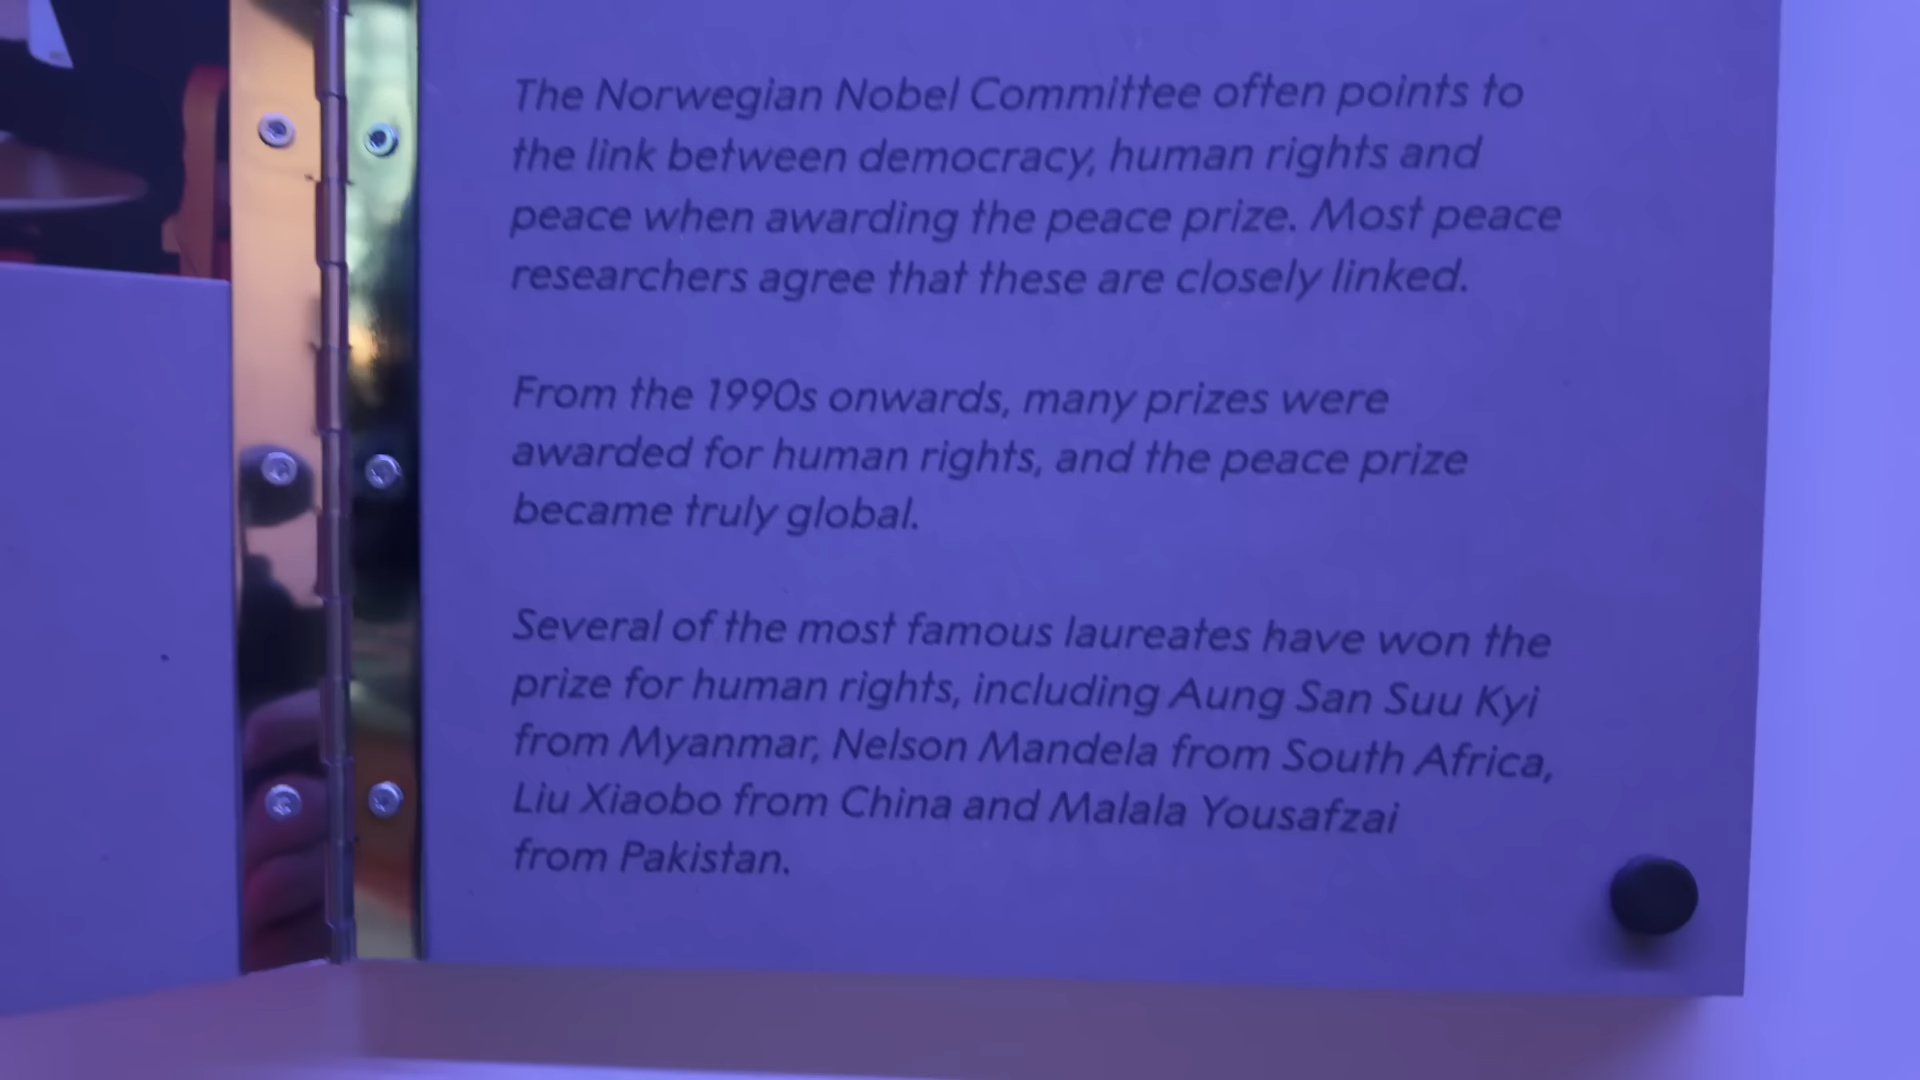 The Norwegian Nobel Committee often points to
the link between democracy, human rights and
peace when awarding the peace prize. Most peace
researchers agree that these are closely linked.
From the 1990s onwards, many prizes were
awarded for human rights, and the peace prize
became truly global.
Several of the most famous laureates have won the
prize for human rights, including Aung San Suu Kyi
from Myanmar, Nelson Mandela from South Africa,
Liu Xiaobo from China and Malala Yousafzai
from Pakistan.